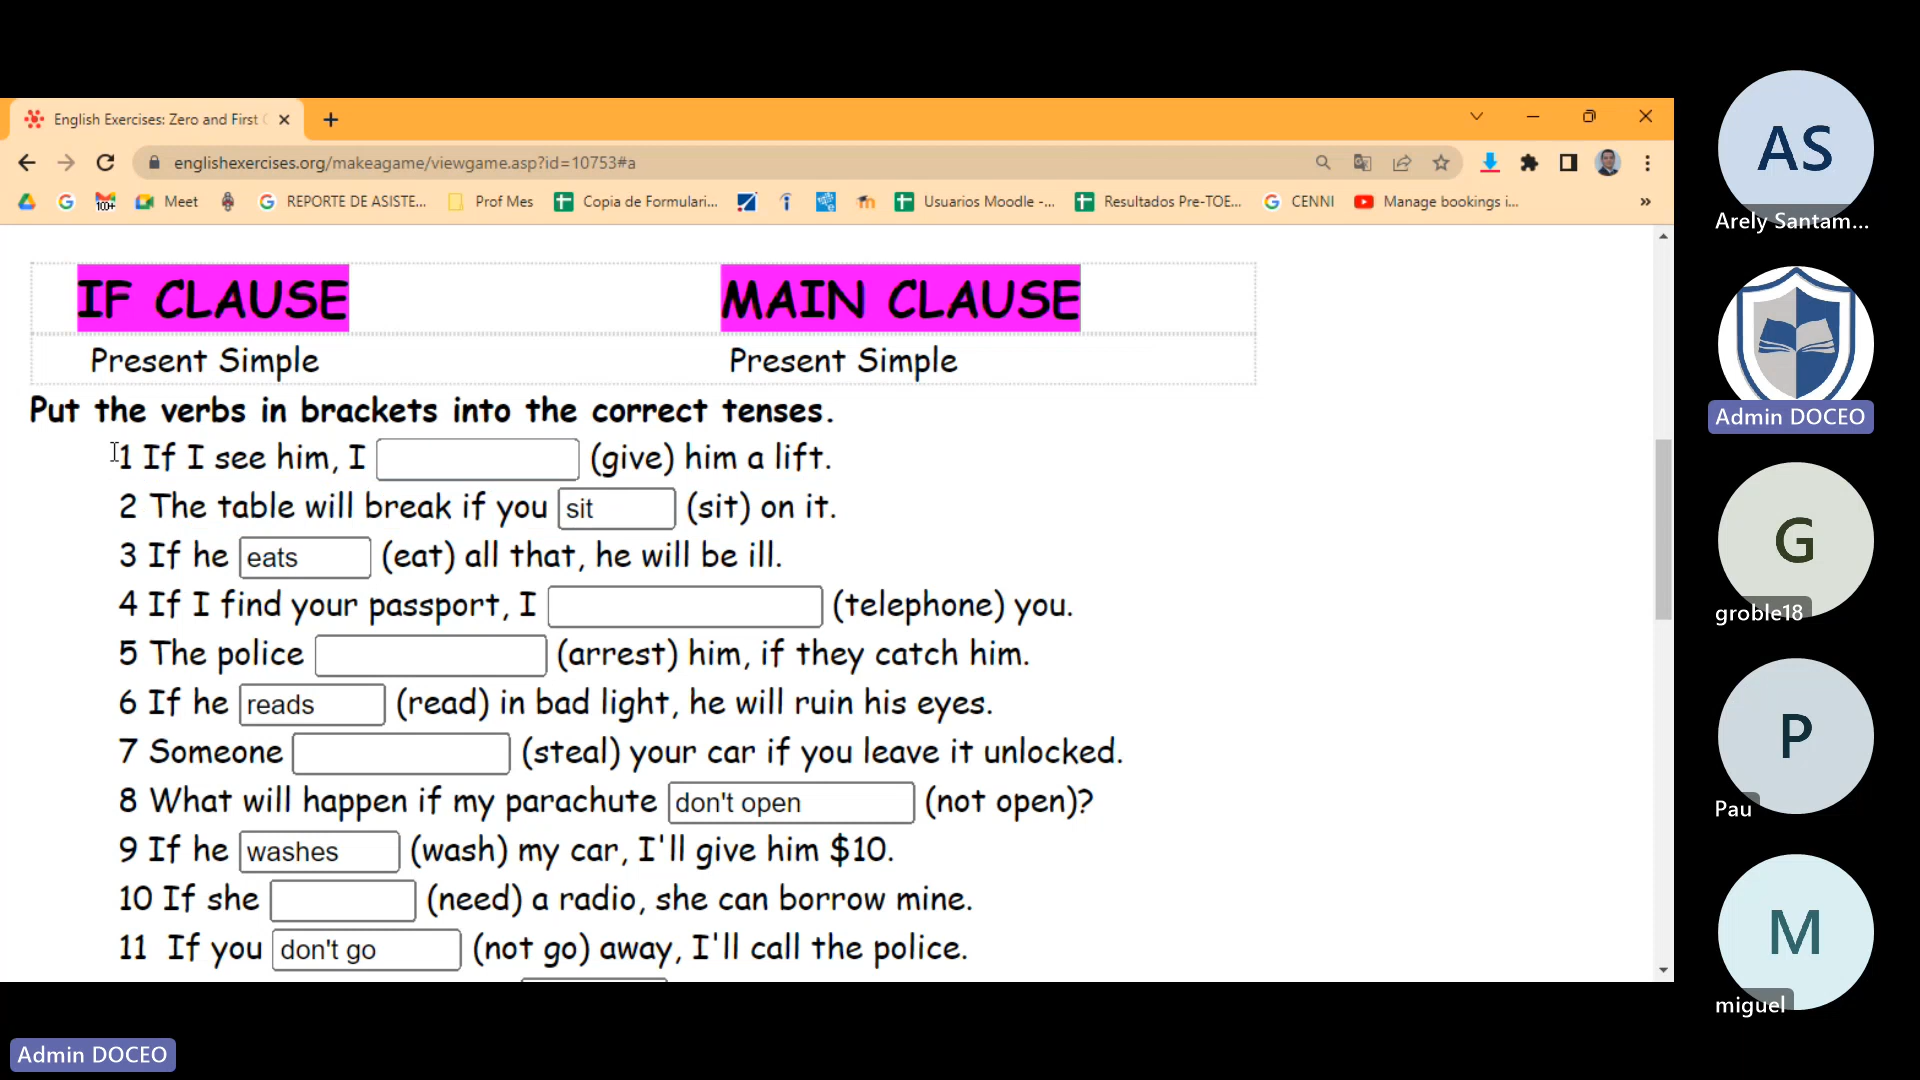 English Exercises: Zero and First C
englishexercises.org/makeagame/viewgame.asp?id=10753#a
100+ Meet REPORTE DE ASISTE... Prof Mes Copia de Formulari... Usuarios Moodle -... Resultados Pre-TOE... CENNI Manage bookings i... »
IF CLAUSE MAIN CLAUSE
Present Simple Present Simple
Put the verbs in brackets into the correct tenses.
1 If I see him, I (give) him a lift.
2 The table will break if you sit (sit) on it.
3 If he eats (eat) all that, he will be ill.
4 If I find your passport, I (telephone) you.
5 The police (arrest) him, if they catch him.
6 If he reads (read) in bad light, he will ruin his eyes.
7 Someone (steal) your car if you leave it unlocked.
8 What will happen if my parachute don't open (not open)?
9 If he washes (wash) my car, I'll give him $10.
10 If she (need) a radio, she can borrow mine.
11 If you don't go (not go) away, I'll call the police.
AS
Arely Santam...
Admin DOCEO
G
groble18
P
Pau
M
miguel
Admin DOCEO